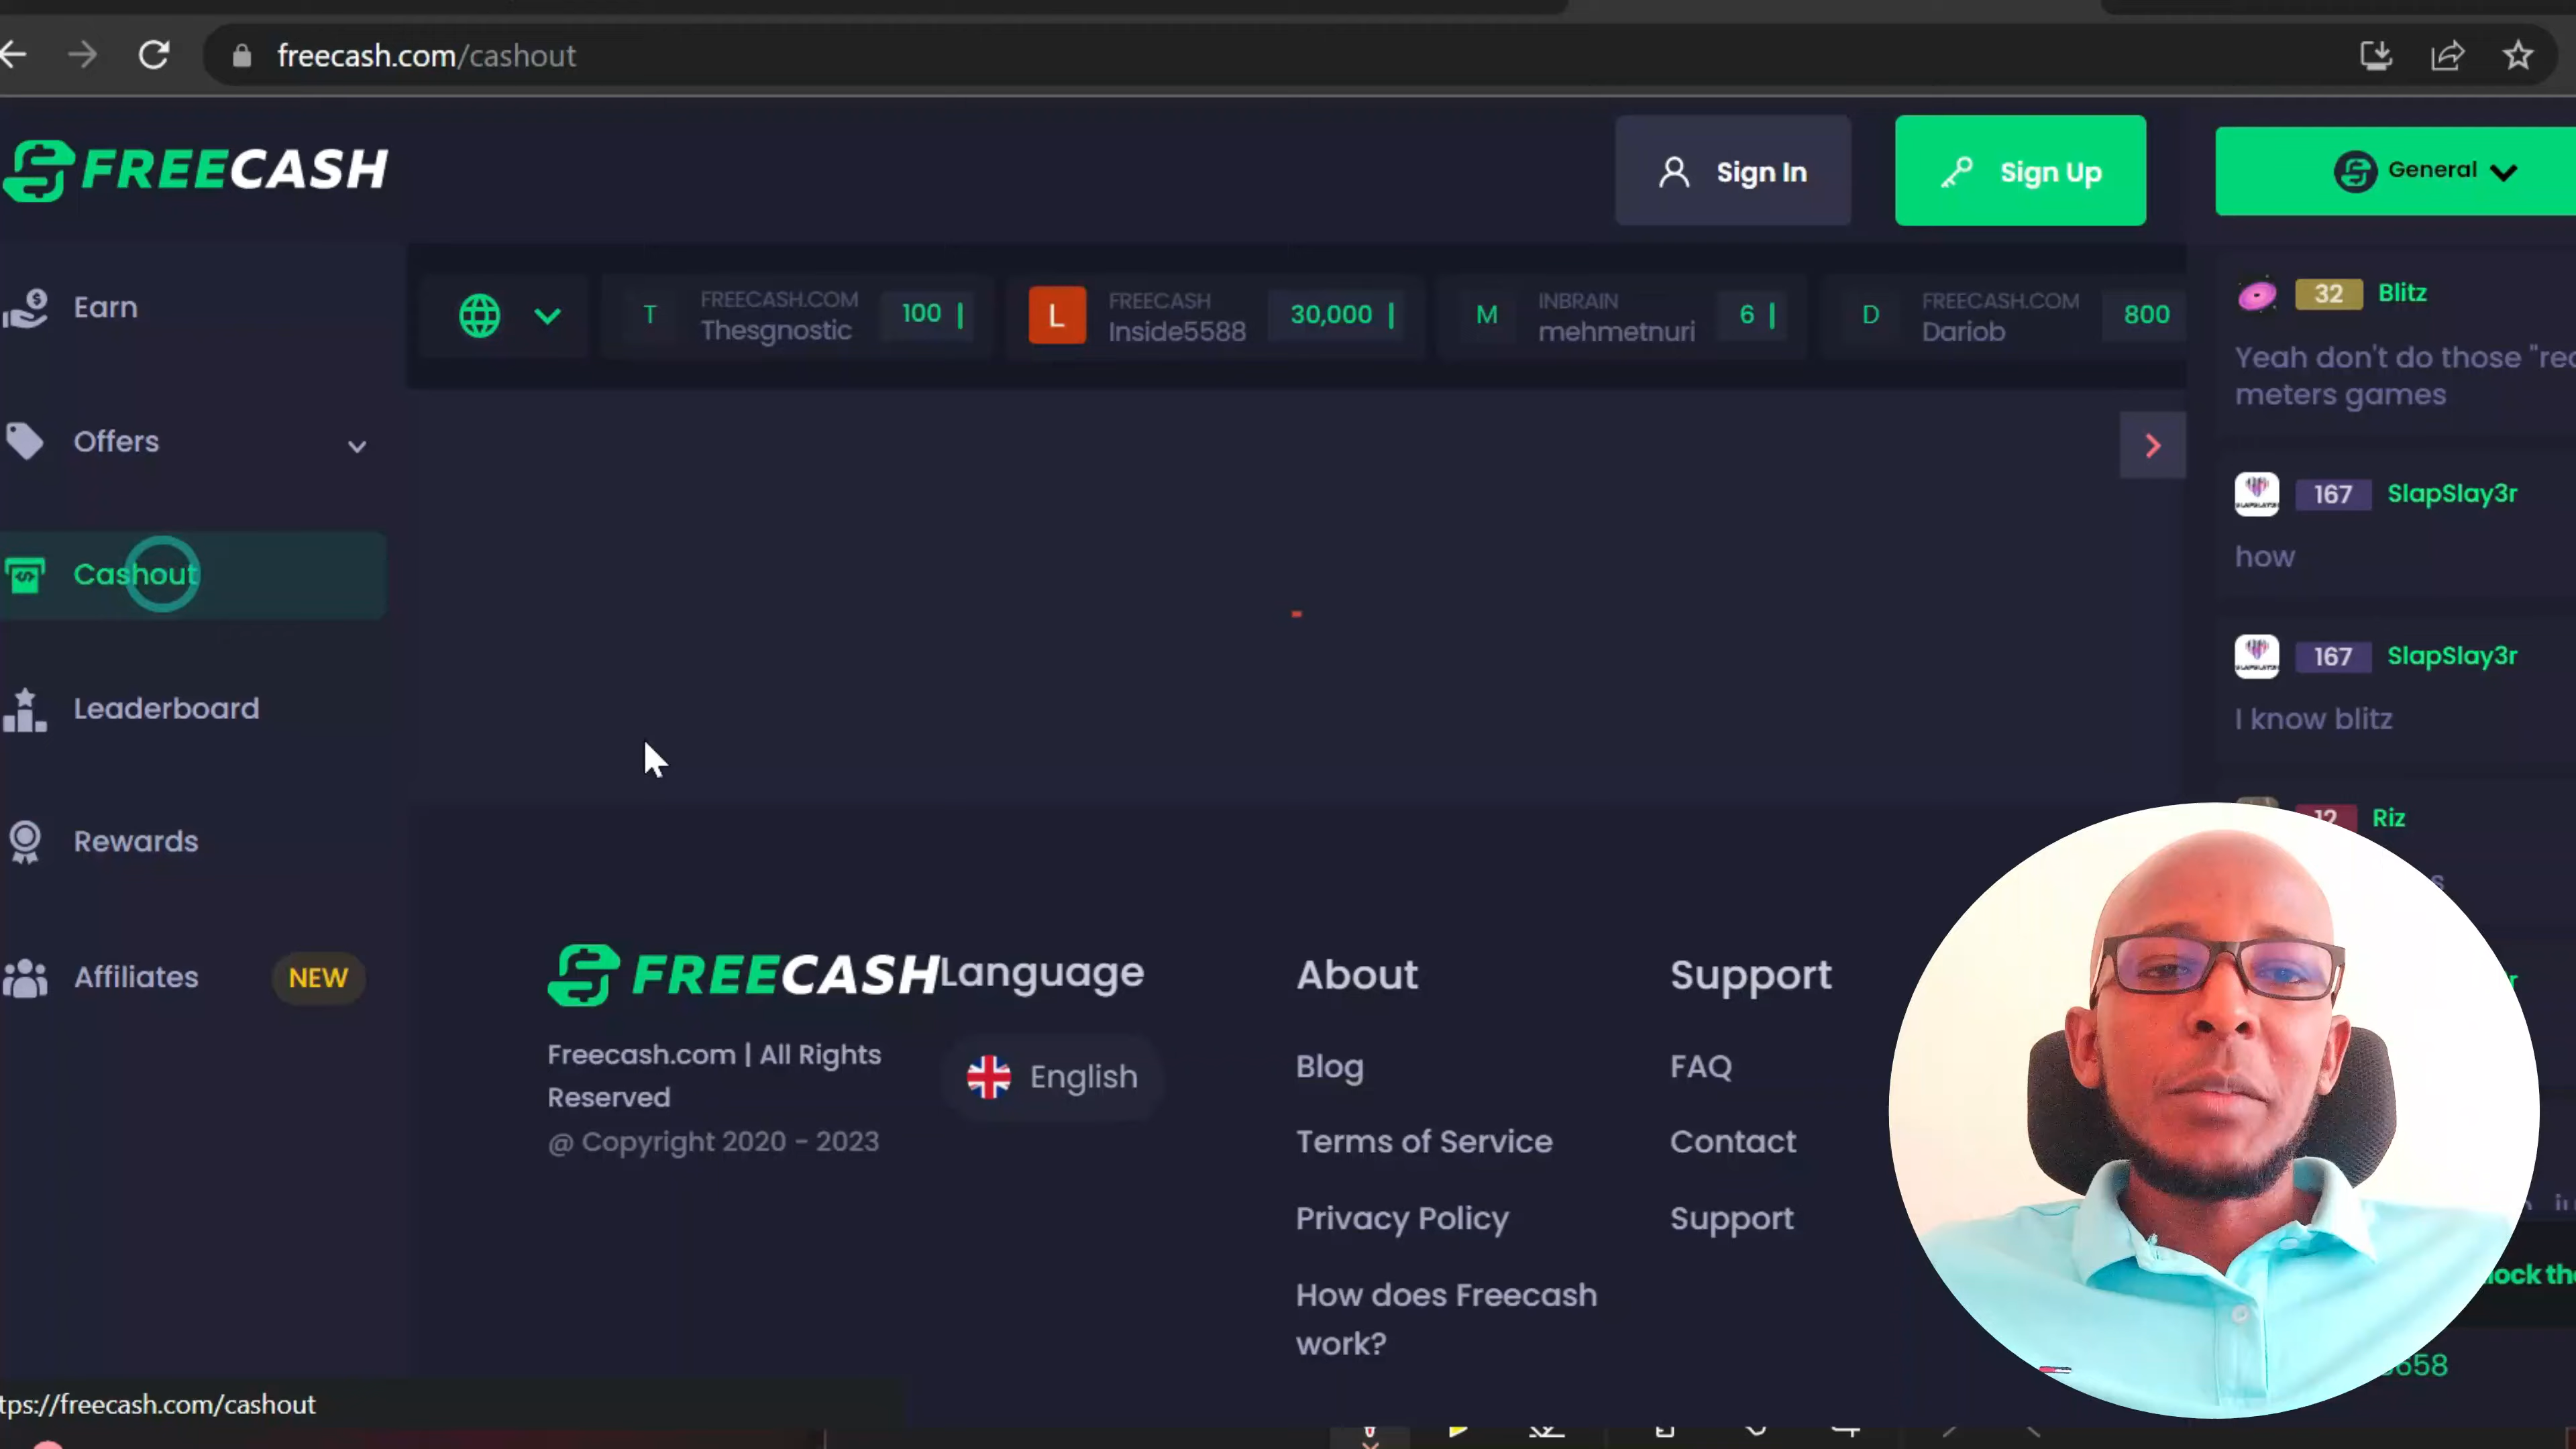 freecash.com/cashout
FREECASH
Sign In
Sign Up
General
Earn
Offers
Cashout
Leaderboard
Rewards
Affiliates NEW
T FREECASH.COM
Thesgnostic 100
L FREECASH
Inside5588 30,000
M INBRAIN
mehmetnuri 6
D FREECASH.COM
Dariob 800
32 Blitz
Yeah don't do those
meters games
167 SlapSlay3r
how
167 SlapSlay3r
I know blitz
12 Riz
FREECASH
Freecash.com | All Rights
Reserved
@ Copyright 2020 - 2023
Language
English
About
Blog
Terms of Service
Privacy Policy
How does Freecash
work?
Support
FAQ
Contact
Support
tps://freecash.com/cashout